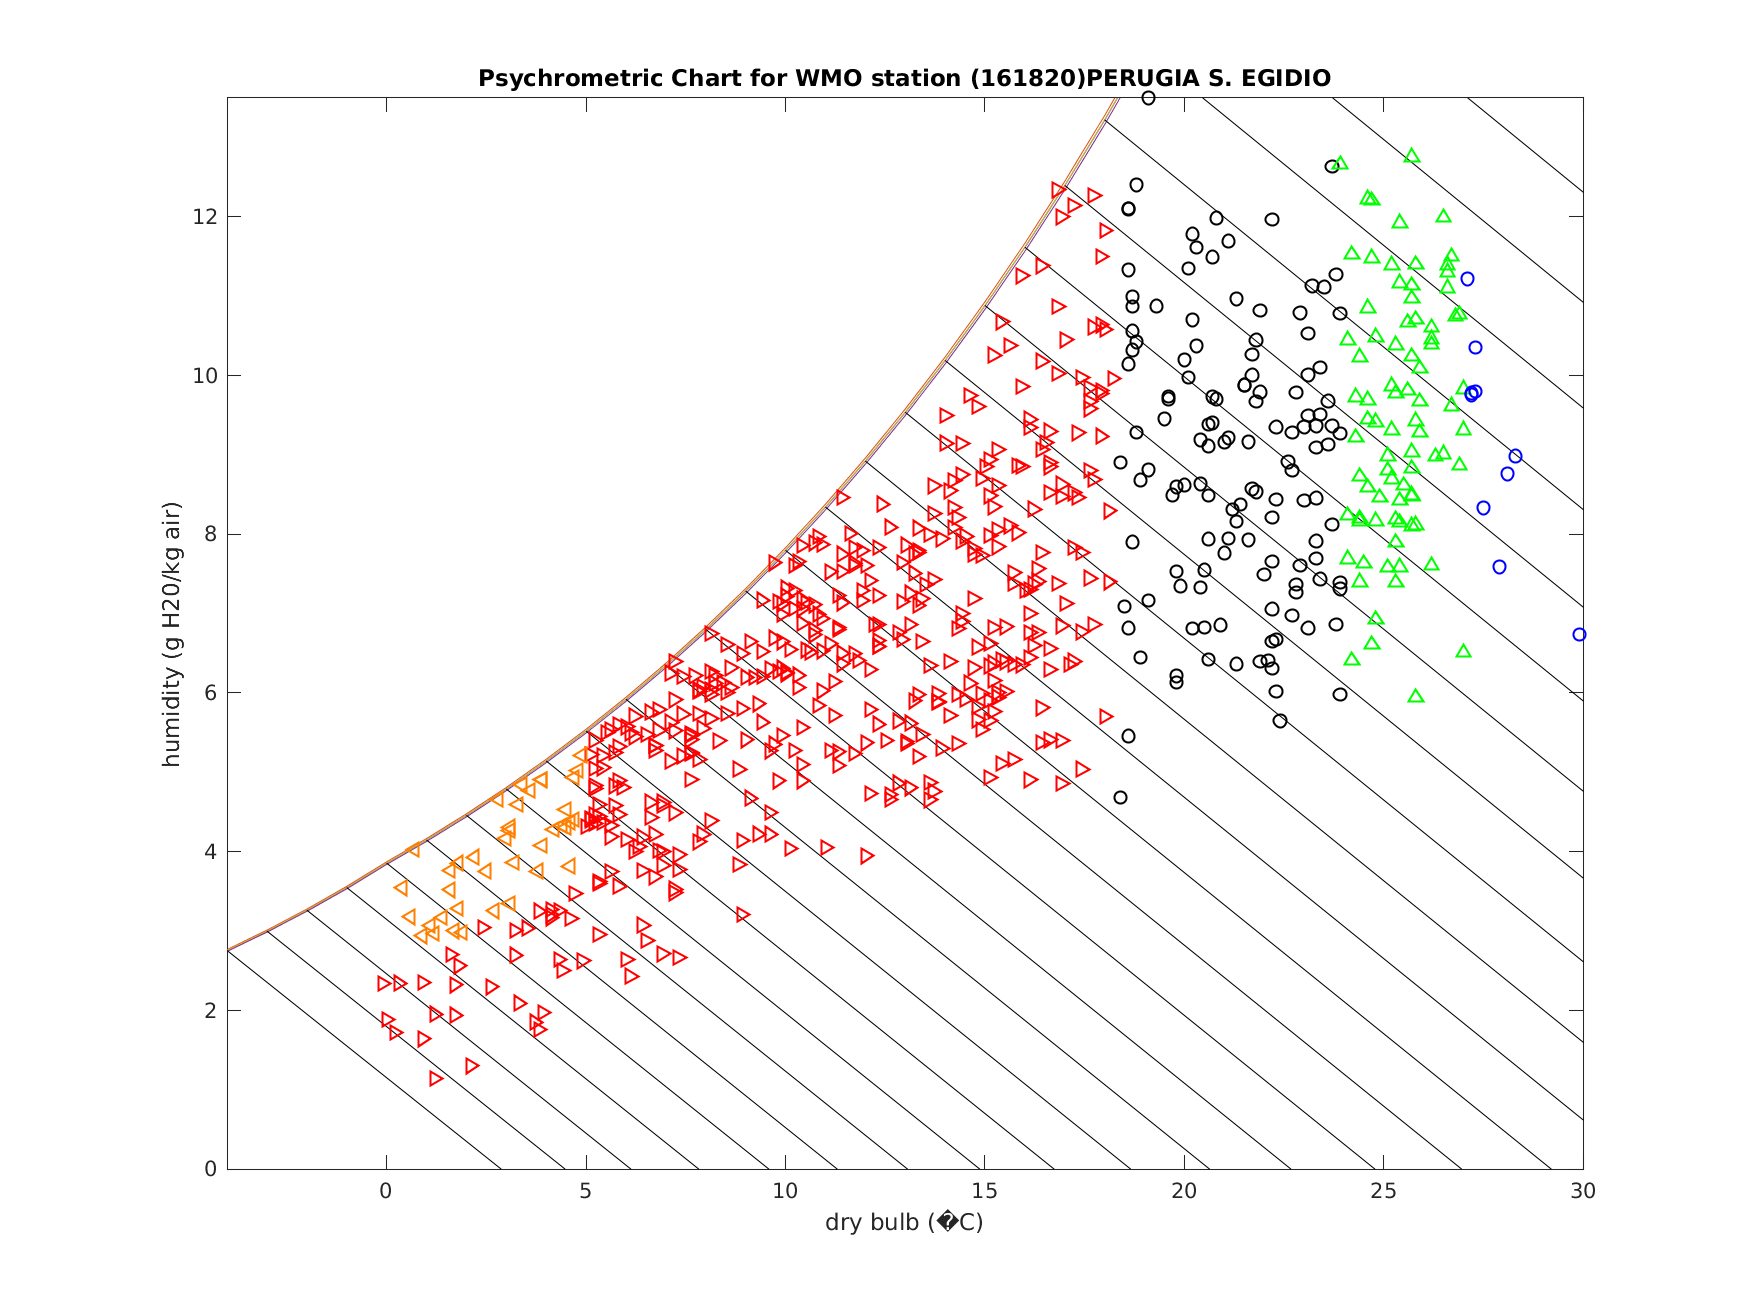 Psychrometric Chart for WMO station (161820)PERUGIA S. EGIDIO
humidity (g H20/kg air)
12
10
8
6
4
2
0
0 5 10 15 20 25 30
dry bulb (�C)